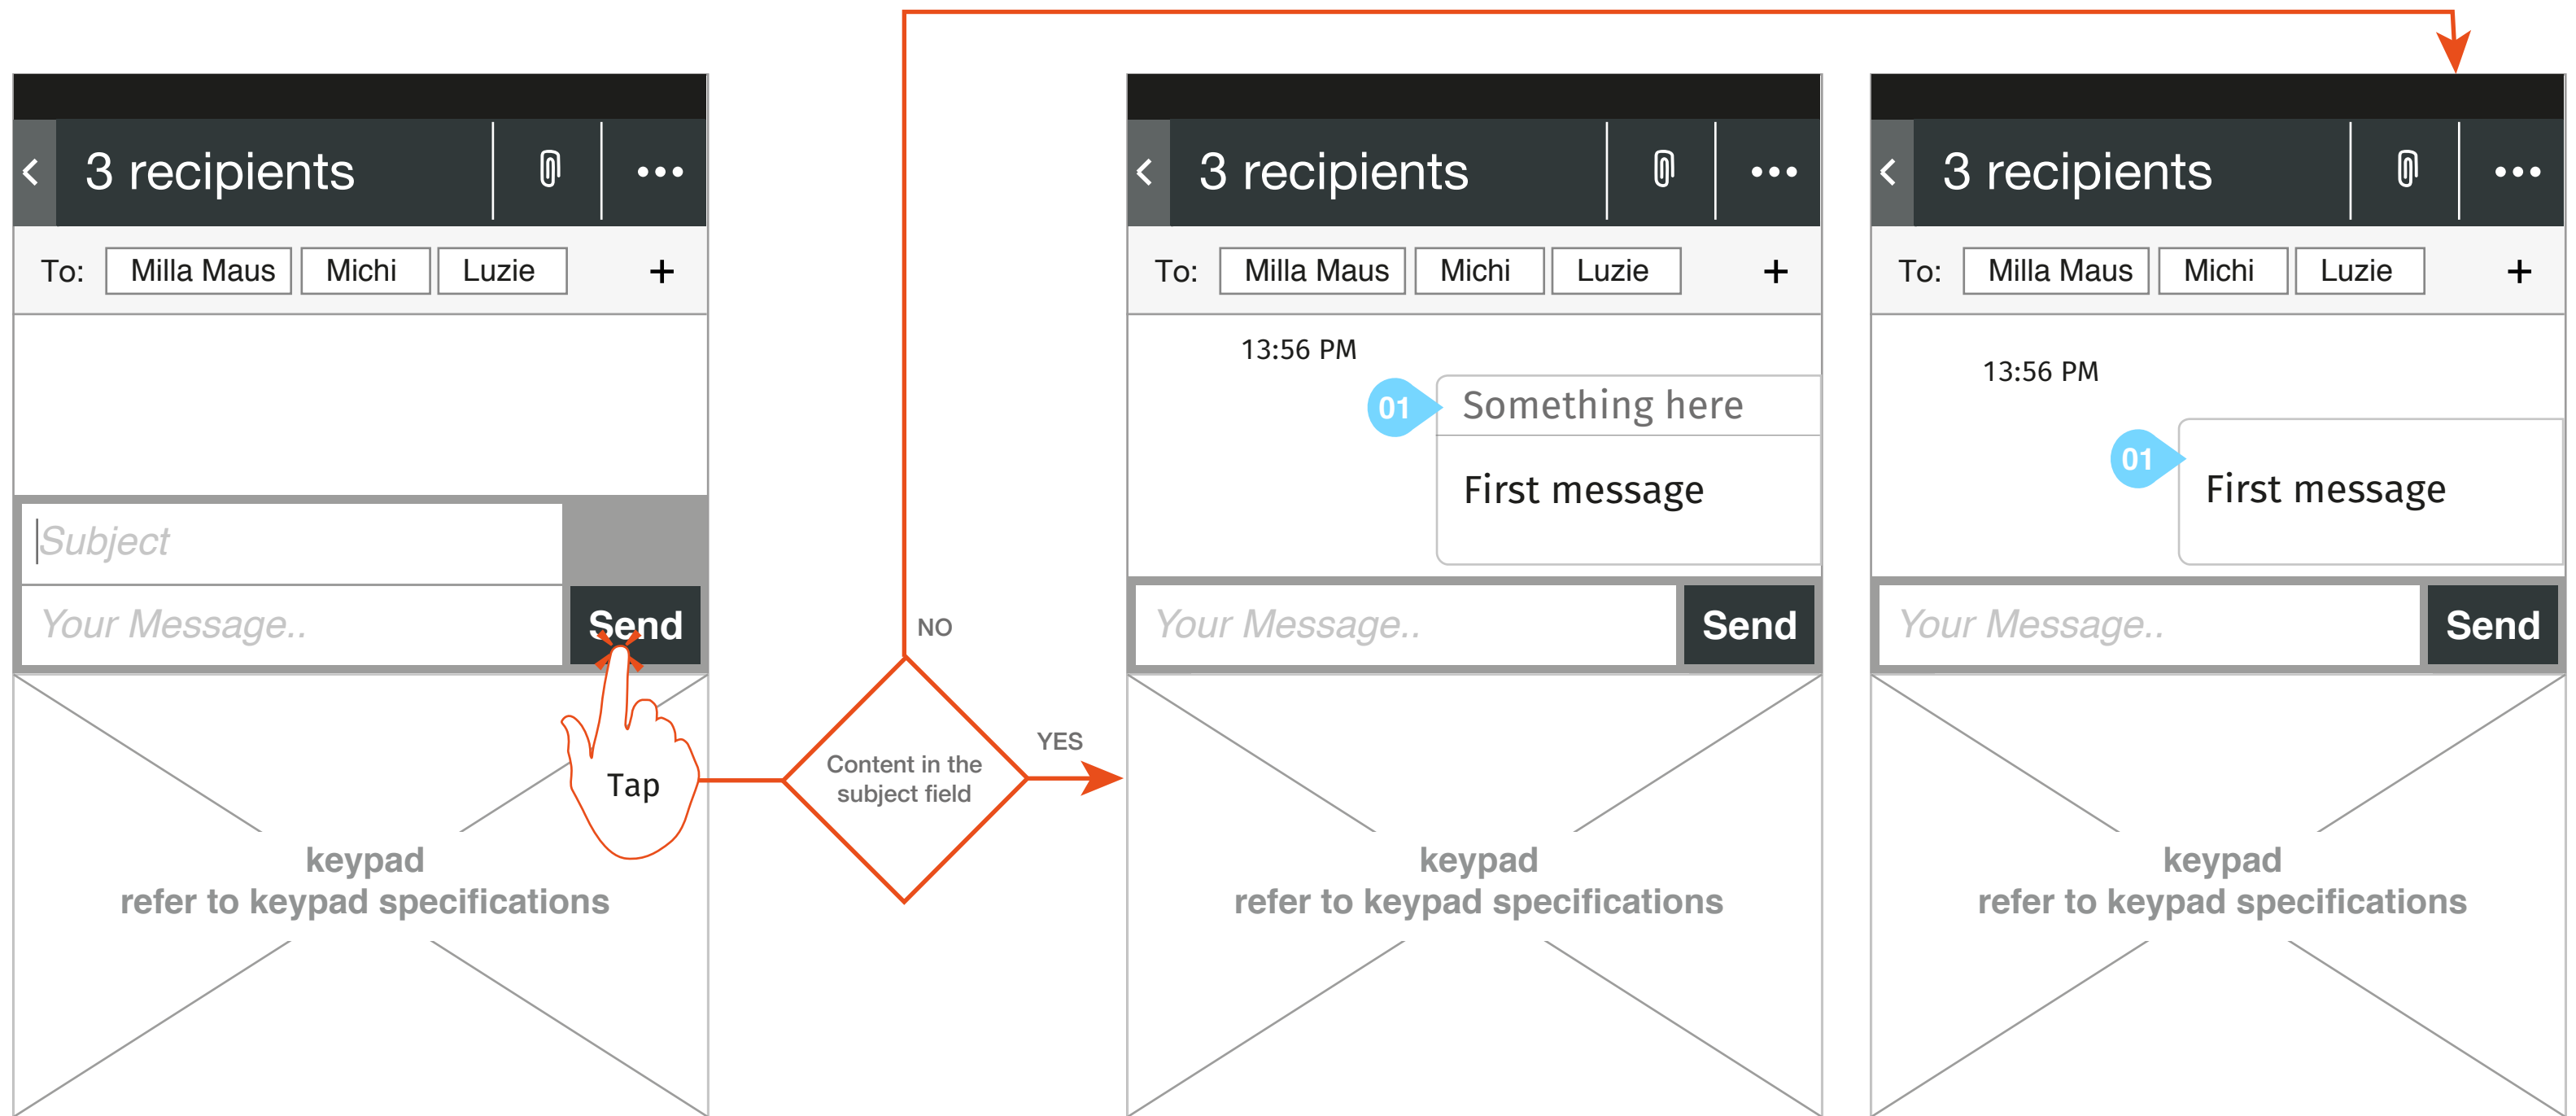 3 recipients
To: Milla Maus Michi Luzie +
Subject
Your Message..
Send
Tap
keypad
refer to keypad specifications
NO
Content in the
subject field
YES
3 recipients
To: Milla Maus Michi Luzie +
13:56 PM
01
Something here
First message
Your Message..
Send
keypad
refer to keypad specifications
3 recipients
To: Milla Maus Michi Luzie +
13:56 PM
01
First message
Your Message..
Send
keypad
refer to keypad specifications